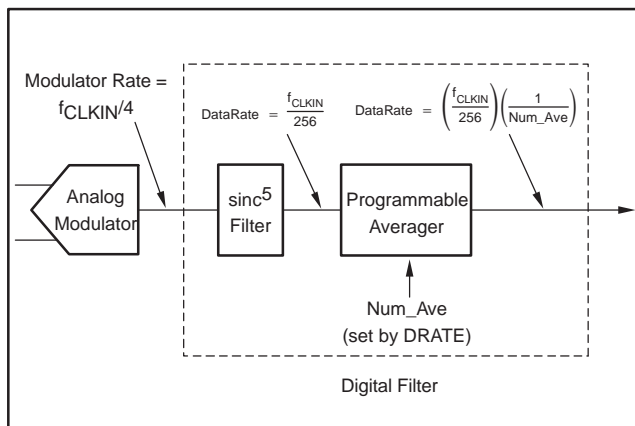 Modulator Rate =
fCLKIN/4
DataRate = fCLKIN/256
DataRate = (fCLKIN/256)(1/Num_Ave)
Analog
Modulator
sinc5
Filter
Programmable
Averager
Num_Ave
(set by DRATE)
Digital Filter